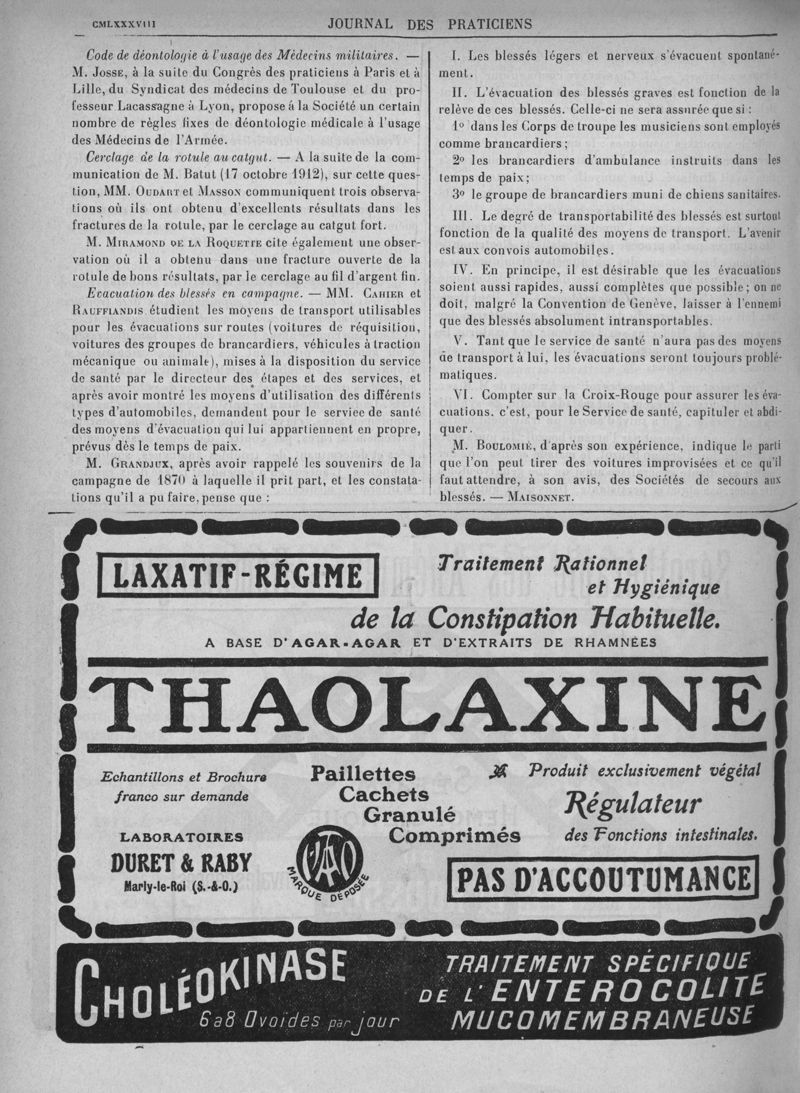 CMLXXXVIII
JOURNAL DES PRATICIENS
Code de déontologie à l'usage des Médecins militaires. —
M. Josse, à la suite du Congrès des praticiens à Paris et à
Lille, du Syndicat des médecins de Toulouse et du pro-
fesseur Lacassagne à Lyon, propose à la Société un certain
nombre de règles fixes de déontologie médicale à l'usage
des Médecins de l'Armée.
Cerclage de la rotule au catgut. — A la suite de la com-
munication de M. Batut (17 octobre 1912), sur cette ques-
tion, MM. Oudart et Masson communiquent trois observa-
tions où ils ont obtenu d'excellents résultats dans les
fractures de la rotule, par le cerclage au catgut fort.
M. Miramond de la Roquette cite également une obser-
vation où il a obtenu dans une fracture ouverte de la
rotule de bons résultats, par le cerclage au fil d'argent fin.
Evacuation des blessés en campagne. — MM. Cahier et
Rauffiandis étudient les moyens de transport utilisables
pour les évacuations sur routes (voitures de réquisition,
voitures des groupes de brancardiers, véhicules à traction
mécanique ou animale), mises à la disposition du service
de santé par le directeur des étapes et des services, et
après avoir montré les moyens d'utilisation des différents
types d'automobiles, demandent pour le service de santé
des moyens d'évacuation qui lui appartiennent en propre,
prévus dès le temps de paix.
M. Grandjux, après avoir rappelé les souvenirs de la
campagne de 1870 à laquelle il prit part, et les constata-
tations qu'il a pu faire, pense que :
I. Les blessés légers et nerveux s'évacuent spontané-
ment.
II. L'évacuation des blessés graves est fonction de la
relève de ces blessés. Celle-ci ne sera assurée que si :
1º dans les Corps de troupe les musiciens sont employés
comme brancardiers ;
2º les brancardiers d'ambulance instruits dans les
temps de paix;
3º le groupe de brancardiers muni de chiens sanitaires.
III. Le degré de transportabilité des blessés est surtout
fonction de la qualité des moyens de transport. L'avenir
est aux convois automobiles.
IV. En principe, il est désirable que les évacuations
soient aussi rapides, aussi complètes que possible; on ne
doit, malgré la Convention de Genève, laisser à l'ennemi
que des blessés absolument intransportables.
V. Tant que le service de santé n'aura pas des moyens
de transport à lui, les évacuations seront toujours problé-
matiques.
VI. Compter sur la Croix-Rouge pour assurer les éva-
cuations, c'est, pour le Service de santé, capituler et abdi-
quer.
M. Boulomié, d'après son expérience, indique le parti
que l'on peut tirer des voitures improvisées et ce qu'il
faut attendre, à son avis, des Sociétés de secours aux
blessés. — Maisonnet.
LAXATIF-RÉGIME
Traitement Rationnel
et Hygiénique
de la Constipation Habituelle.
A BASE D'AGAR-AGAR ET D'EXTRAITS DE RHAMNÉES
THAOLAXINE
Echantillons et Brochure
franco sur demande
LABORATOIRES
DURET & RABY
Marly-le-Roi (S.-&-O.)
Paillettes
Cachets
Granulé
Comprimés
MARQUE DÉPOSÉE
Produit exclusivement végétal
Régulateur
des Fonctions intestinales.
PAS D'ACCOUTUMANCE
CHOLÉOKINASE
6 a 8 Ovoïdes par jour
TRAITEMENT SPÉCIFIQUE
DE L'ENTEROCOLITE
MUCOMEMBRANEUSE